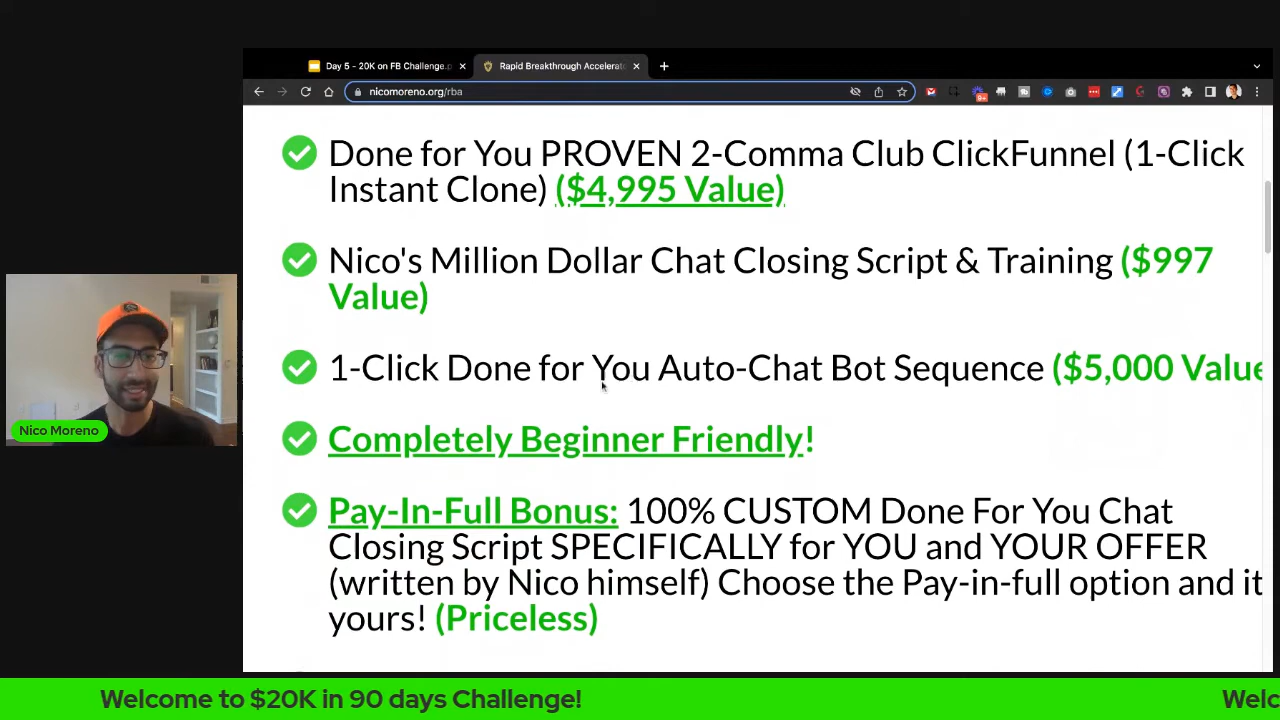 Day 5 - 20K on FB Challenge.p
Rapid Breakthrough Accelerato
nicomoreno.org/rba
9+
Done for You PROVEN 2-Comma Club ClickFunnel (1-Click
Instant Clone) ($4,995 Value)
Nico's Million Dollar Chat Closing Script & Training ($997
Value)
1-Click Done for You Auto-Chat Bot Sequence ($5,000 Value
Completely Beginner Friendly!
Pay-In-Full Bonus: 100% CUSTOM Done For You Chat
Closing Script SPECIFICALLY for YOU and YOUR OFFER
(written by Nico himself) Choose the Pay-in-full option and it
yours! (Priceless)
Nico Moreno
Welcome to $20K in 90 days Challenge!
Welc